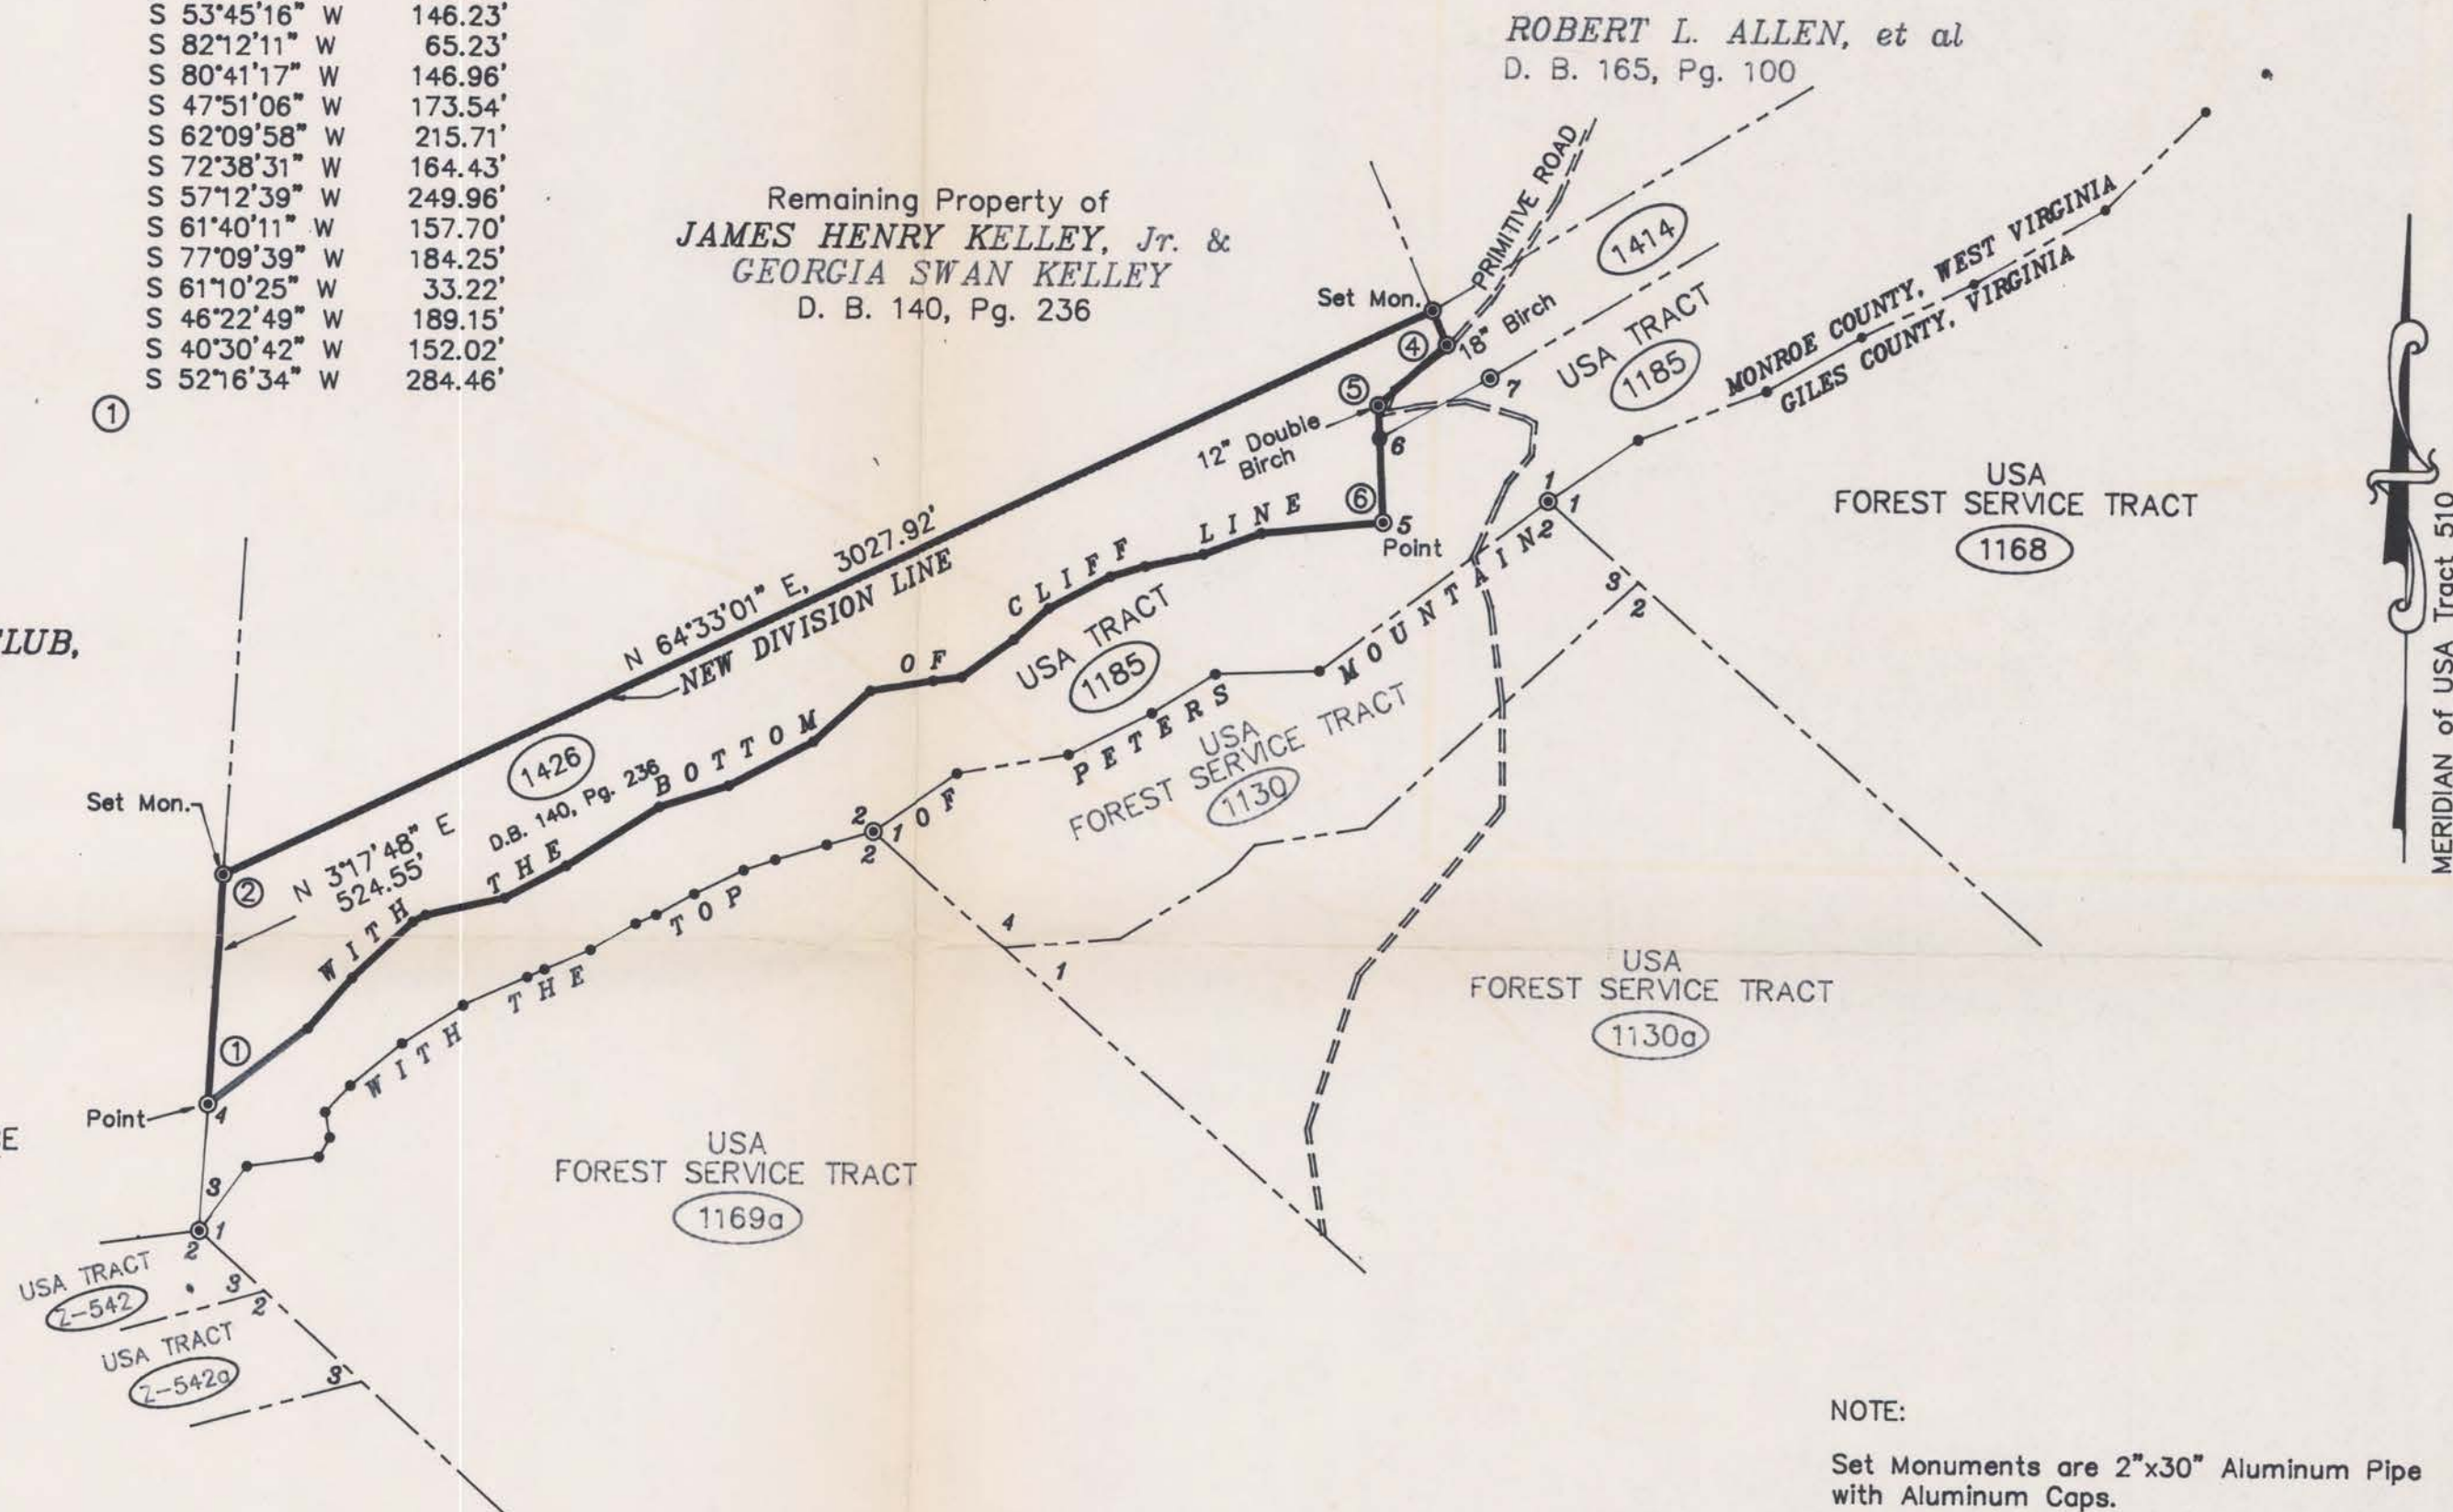 S 53°45'16" W 146.23'
S 82°12'11" W 65.23'
S 80°41'17" W 146.96'
S 47°51'06" W 173.54'
S 62°09'58" W 215.71'
S 72°38'31" W 164.43'
S 57°12'39" W 249.96'
S 61°40'11" W 157.70'
S 77°09'39" W 184.25'
S 61°10'25" W 33.22'
S 46°22'49" W 189.15'
S 40°30'42" W 152.02'
S 52°16'34" W 284.46'
1
ROBERT L. ALLEN, et al
D. B. 165, Pg. 100
Remaining Property of
JAMES HENRY KELLEY, Jr. &
GEORGIA SWAN KELLEY
D. B. 140, Pg. 236
PRIMITIVE ROAD
1414
Set Mon.
4
18" Birch
5
7
12" Double
Birch
6
6
5
Point
USA TRACT
1185
MONROE COUNTY, WEST VIRGINIA
GILES COUNTY, VIRGINIA
1
1
2
3
2
USA
FOREST SERVICE TRACT
1168
MERIDIAN of USA Tract 510
LUB,
N 64°33'01" E, 3027.92'
NEW DIVISION LINE
WITH THE BOTTOM OF CLIFF LINE
USA TRACT
1185
1426
D.B. 140, Pg. 236
Set Mon.
2
N 3°17'48" E
524.55'
1
Point
4
E
WITH THE TOP OF PETERS MOUNTAIN
USA
FOREST SERVICE TRACT
1130
2
1
2
4
1
USA
FOREST SERVICE TRACT
1130a
USA
FOREST SERVICE TRACT
1169a
3
1
2
USA TRACT
Z-542
3
2
USA TRACT
Z-542a
3
NOTE:
Set Monuments are 2"x30" Aluminum Pipe
with Aluminum Caps.